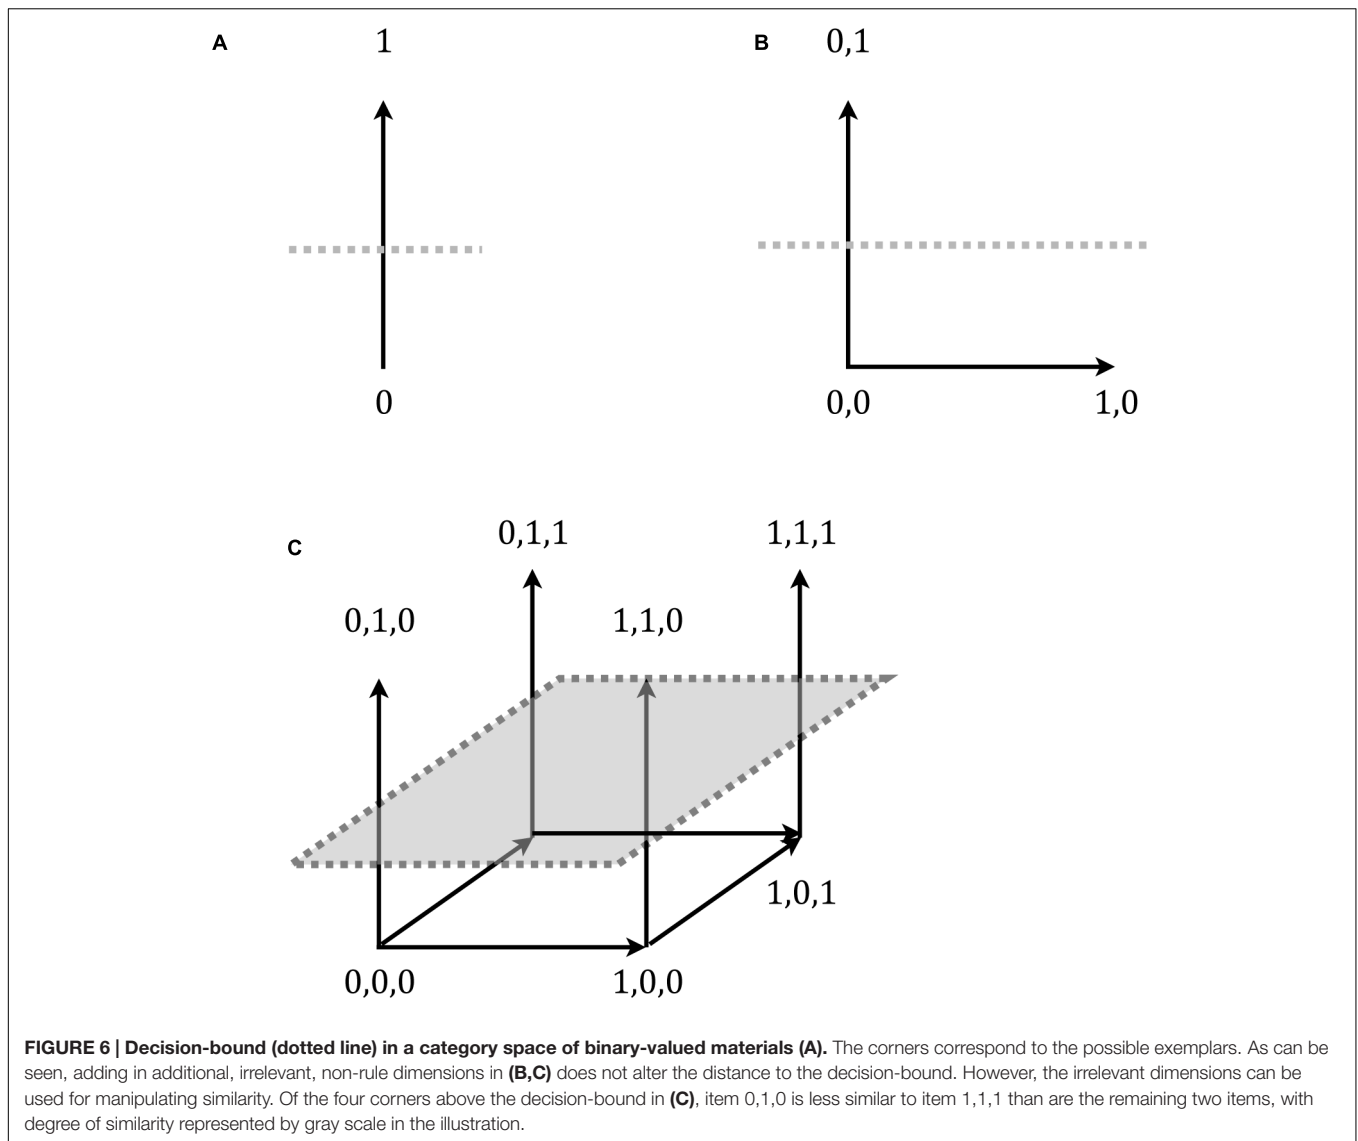 A
1
0
B
0,1
0,0
1,0
C
0,1,1
1,1,1
0,1,0
1,1,0
1,0,1
0,0,0
1,0,0
FIGURE 6 | Decision-bound (dotted line) in a category space of binary-valued materials (A). The corners correspond to the possible exemplars. As can be
seen, adding in additional, irrelevant, non-rule dimensions in (B,C) does not alter the distance to the decision-bound. However, the irrelevant dimensions can be
used for manipulating similarity. Of the four corners above the decision-bound in (C), item 0,1,0 is less similar to item 1,1,1 than are the remaining two items, with
degree of similarity represented by gray scale in the illustration.